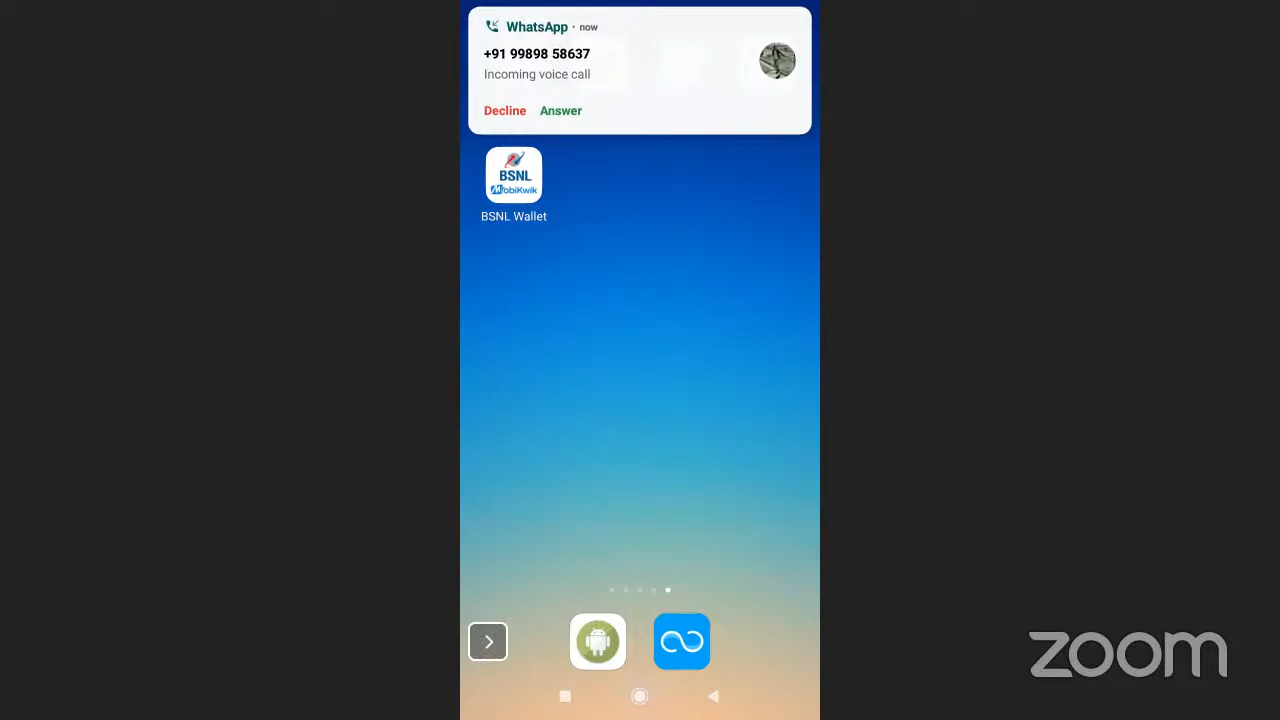 WhatsApp • now
+91 99898 58637
Incoming voice call
Decline Answer
BSNL
MobiKwik
BSNL Wallet
zoom